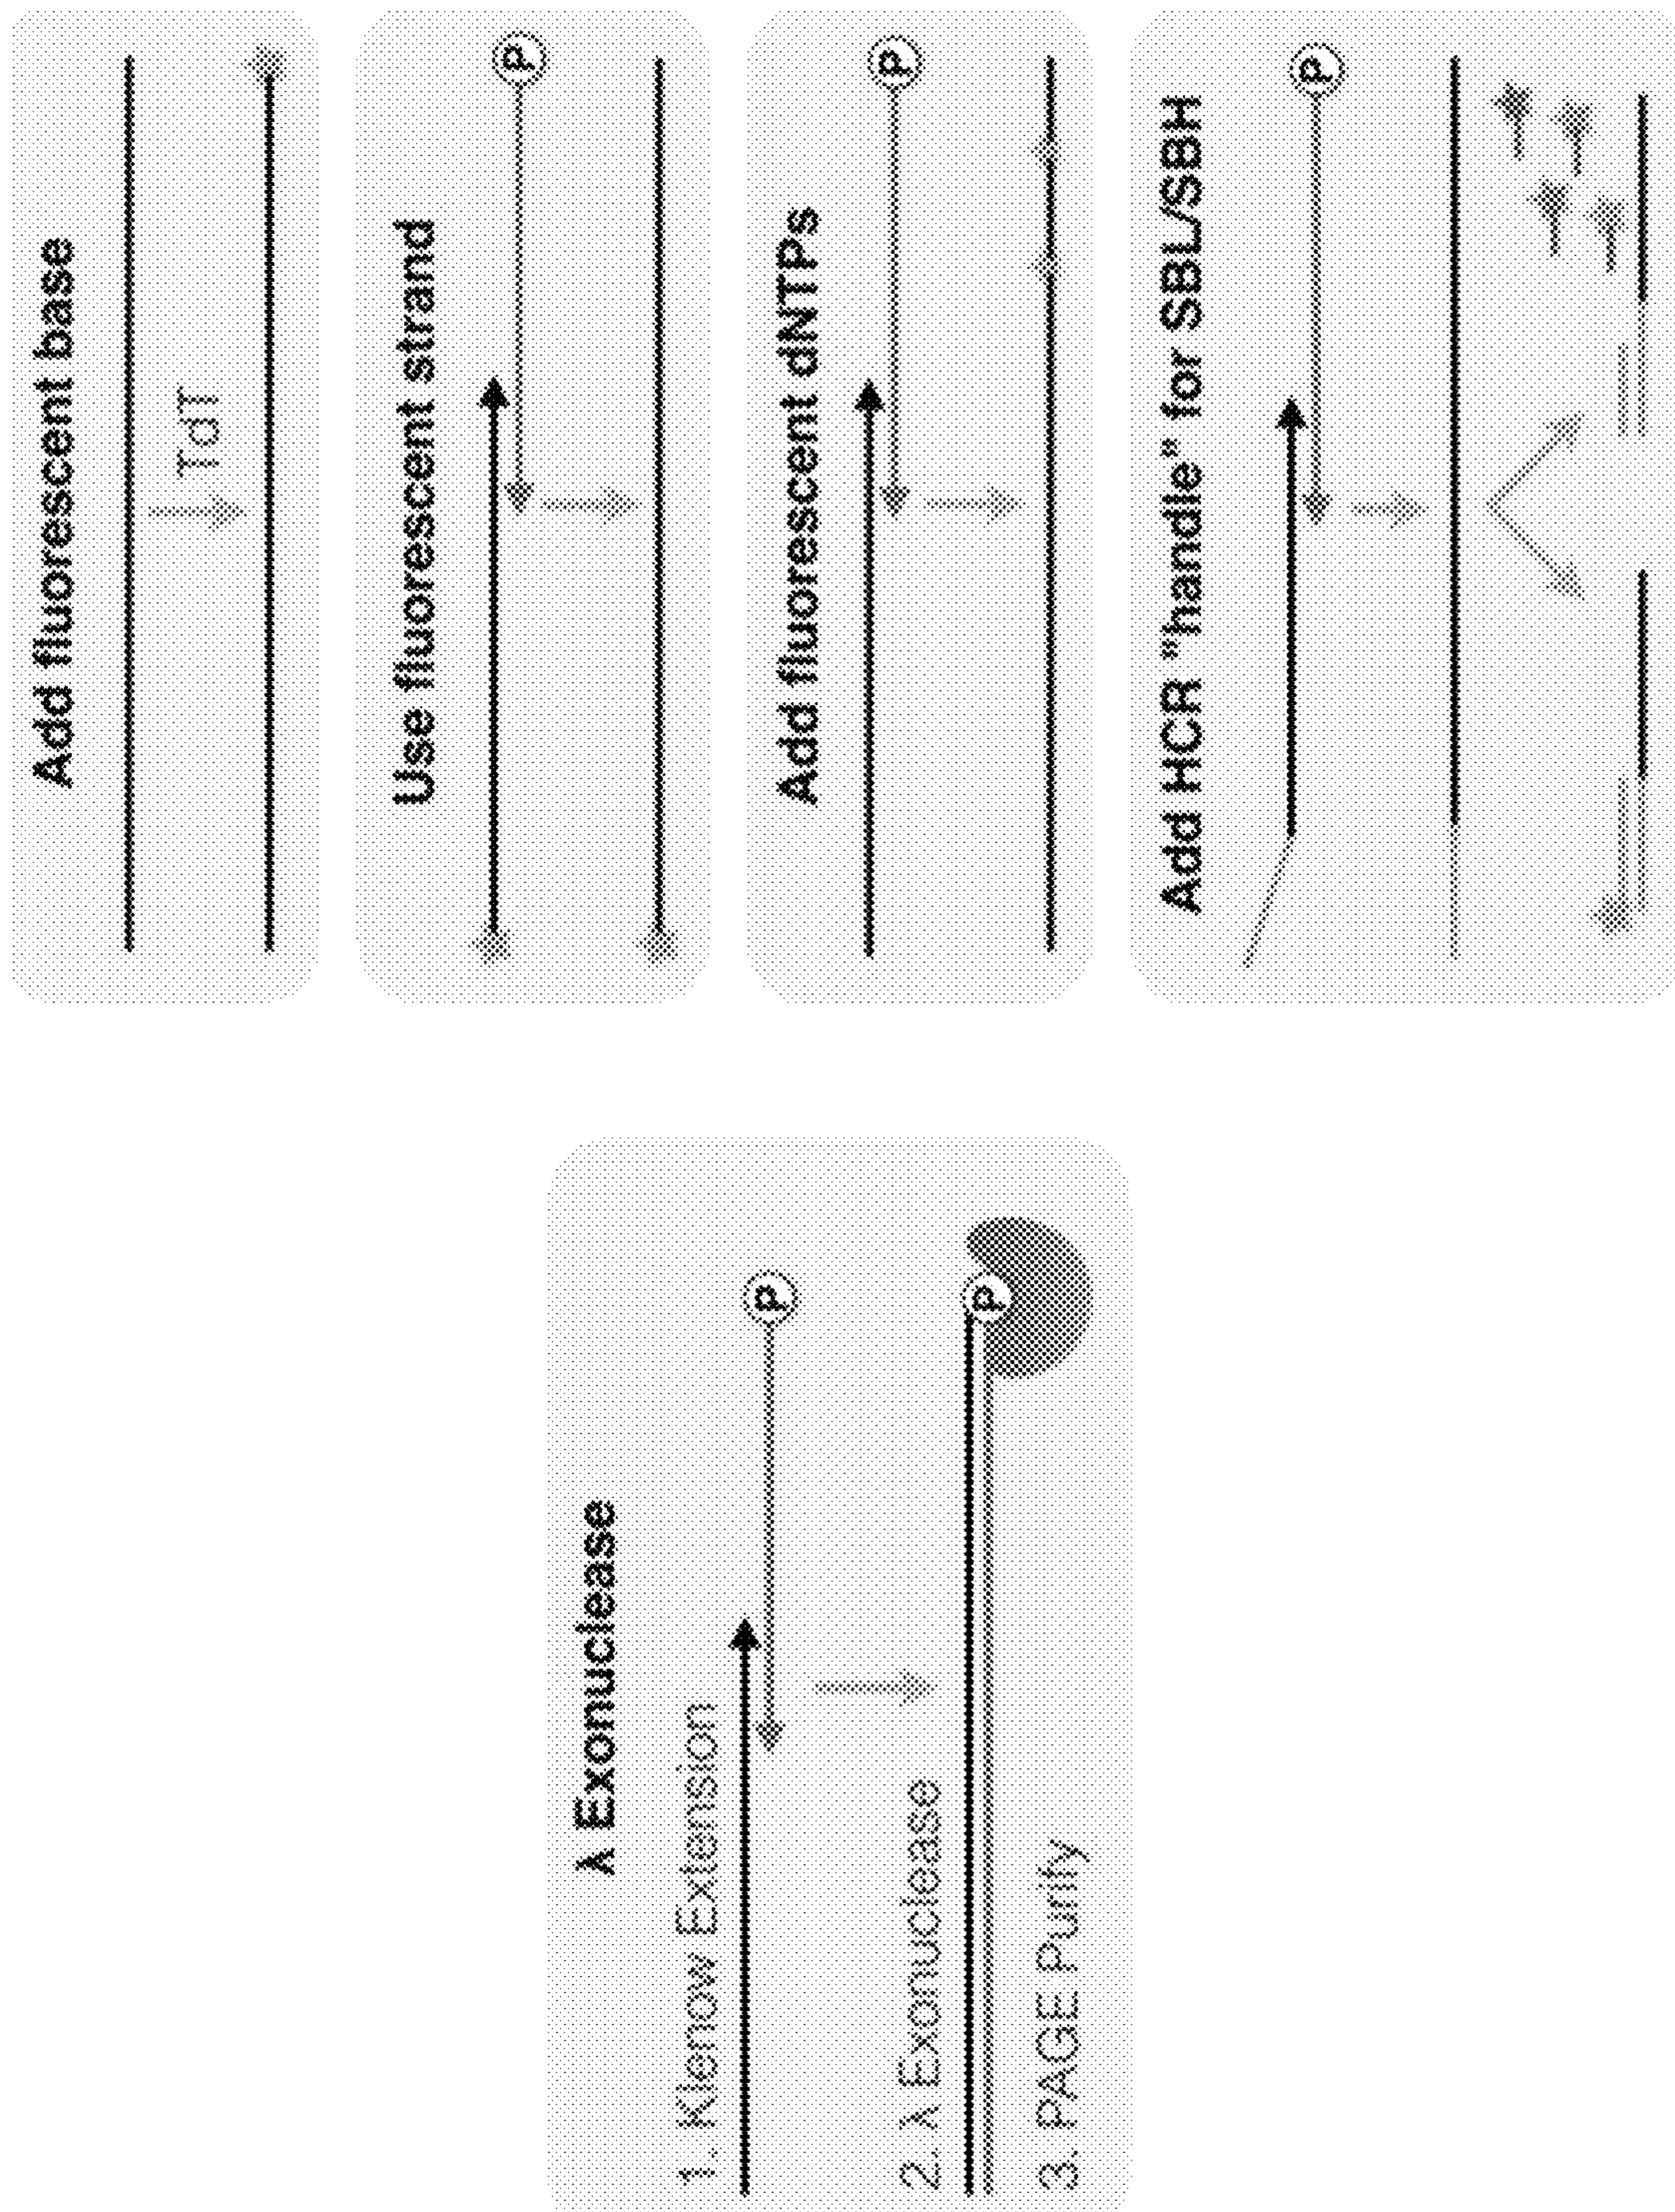 λ Exonuclease
1. Klenow Extension
P
2. λ Exonuclease
P
3. PAGE Purify
Add fluorescent base
TdT
Use fluorescent strand
P
Add fluorescent dNTPs
P
Add HCR "handle" for SBL/SBH
P